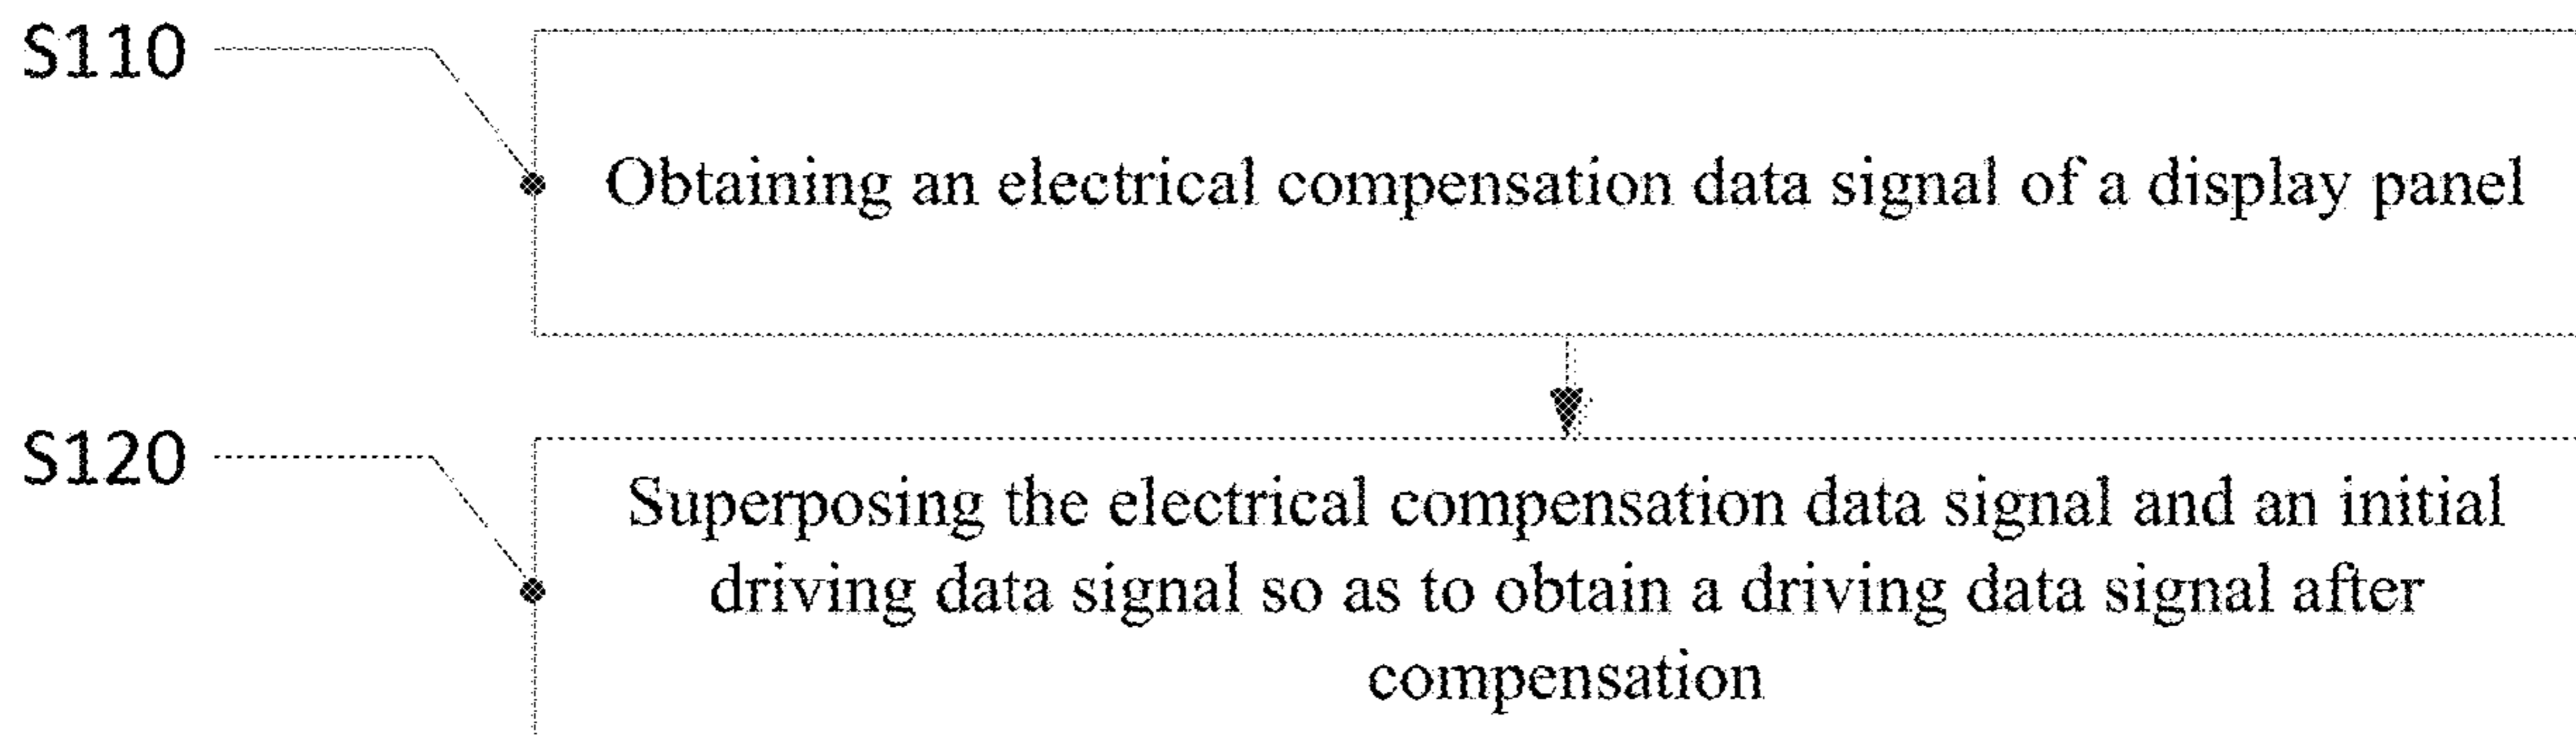 S110
Obtaining an electrical compensation data signal of a display panel
S120
Superposing the electrical compensation data signal and an initial
driving data signal so as to obtain a driving data signal after
compensation